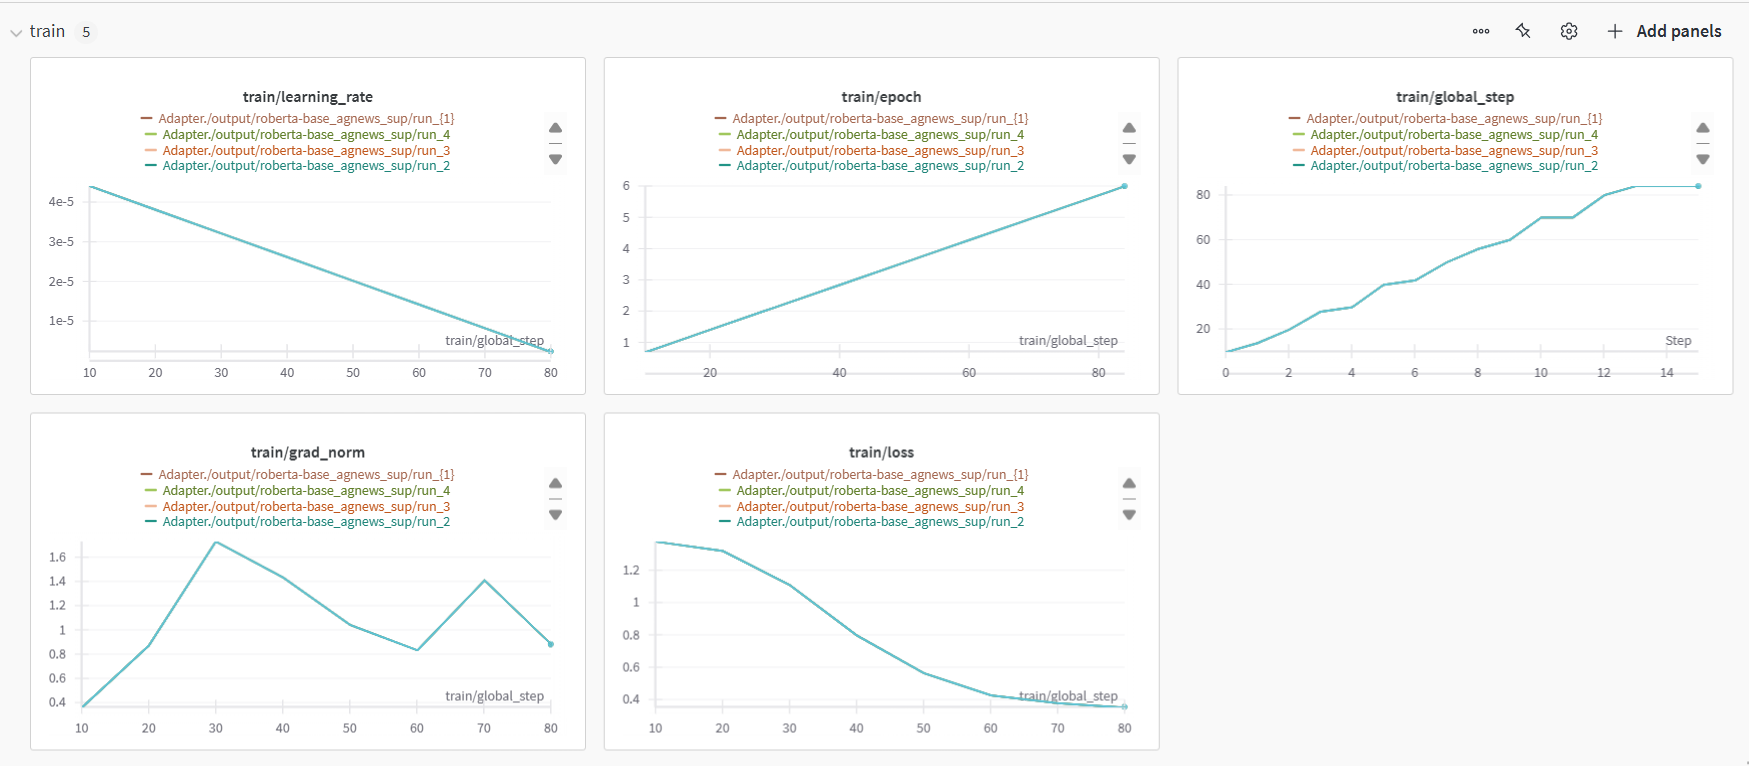 train 5
Add panels
train/learning_rate
Adapter./output/roberta-base_agnews_sup/run_{1}
Adapter./output/roberta-base_agnews_sup/run_4
Adapter./output/roberta-base_agnews_sup/run_3
Adapter./output/roberta-base_agnews_sup/run_2
4e-5
3e-5
2e-5
1e-5
train/global_step
10 20 30 40 50 60 70 80
train/epoch
Adapter./output/roberta-base_agnews_sup/run_{1}
Adapter./output/roberta-base_agnews_sup/run_4
Adapter./output/roberta-base_agnews_sup/run_3
Adapter./output/roberta-base_agnews_sup/run_2
6
5
4
3
2
1
train/global_step
20 40 60 80
train/global_step
Adapter./output/roberta-base_agnews_sup/run_{1}
Adapter./output/roberta-base_agnews_sup/run_4
Adapter./output/roberta-base_agnews_sup/run_3
Adapter./output/roberta-base_agnews_sup/run_2
80
60
40
20
Step
0 2 4 6 8 10 12 14
train/grad_norm
Adapter./output/roberta-base_agnews_sup/run_{1}
Adapter./output/roberta-base_agnews_sup/run_4
Adapter./output/roberta-base_agnews_sup/run_3
Adapter./output/roberta-base_agnews_sup/run_2
1.6
1.4
1.2
1
0.8
0.6
0.4
train/global_step
10 20 30 40 50 60 70 80
train/loss
Adapter./output/roberta-base_agnews_sup/run_{1}
Adapter./output/roberta-base_agnews_sup/run_4
Adapter./output/roberta-base_agnews_sup/run_3
Adapter./output/roberta-base_agnews_sup/run_2
1.2
1
0.8
0.6
0.4
train/global_step
10 20 30 40 50 60 70 80